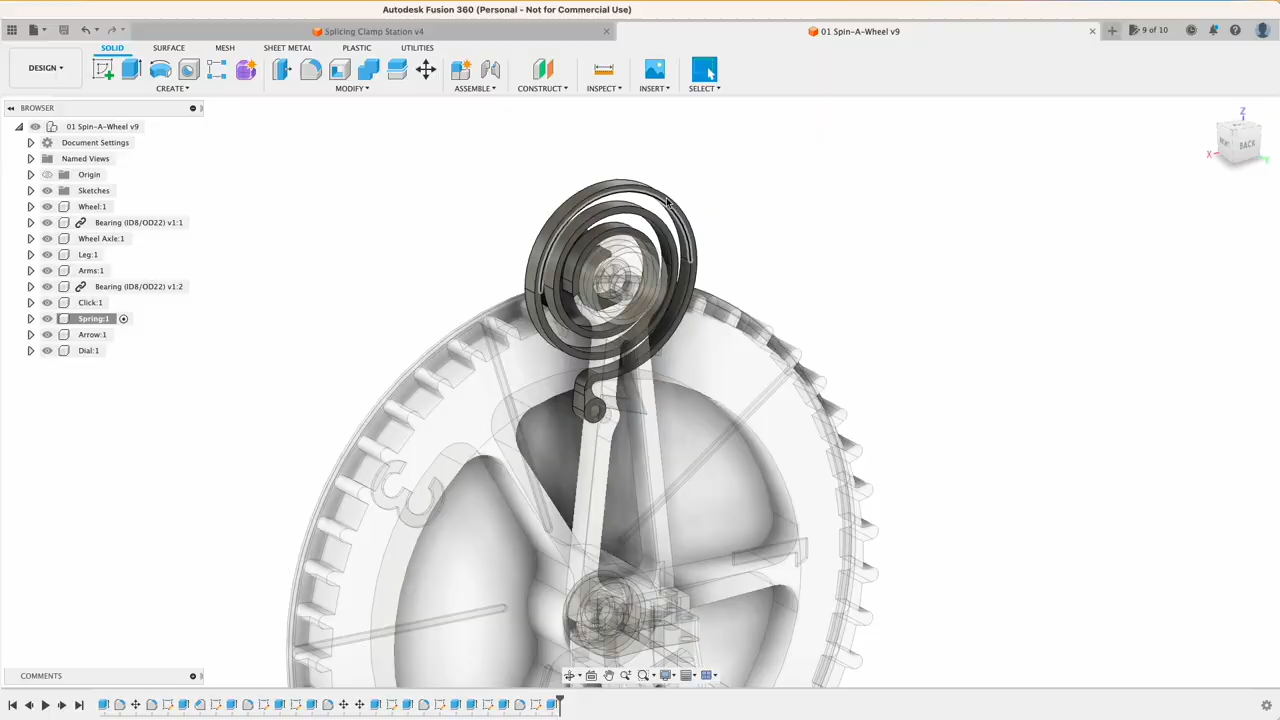 Autodesk Fusion 360 (Personal - Not for Commercial Use)
Splicing Clamp Station v4
01 Spin-A-Wheel v9
9 of 10
SOLID SURFACE MESH SHEET METAL PLASTIC UTILITIES
DESIGN
CREATE MODIFY ASSEMBLE CONSTRUCT INSPECT INSERT SELECT
BROWSER
01 Spin-A-Wheel v9
Document Settings
Named Views
Origin
Sketches
Wheel:1
Bearing (ID8/OD22) v1:1
Wheel Axle:1
Leg:1
Arms:1
Bearing (ID8/OD22) v1:2
Click:1
Spring:1
Arrow:1
Dial:1
Z
BACK
X
3
COMMENTS